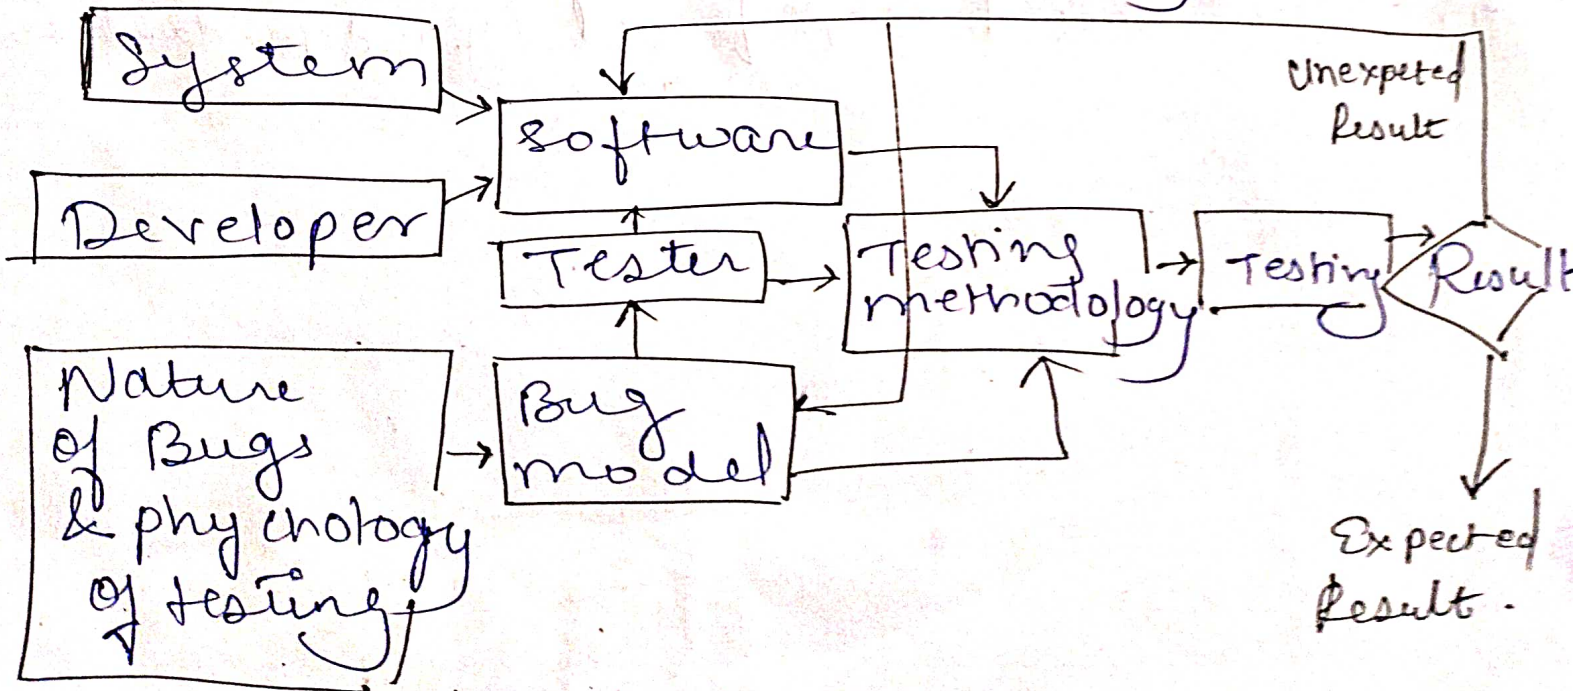 System
Unexpeted
Result
Software
Developer
Tester
Testing
methodology
Testing
Result
Nature
of Bugs
& phychology
of testing
Bug
model
Expected
Result.